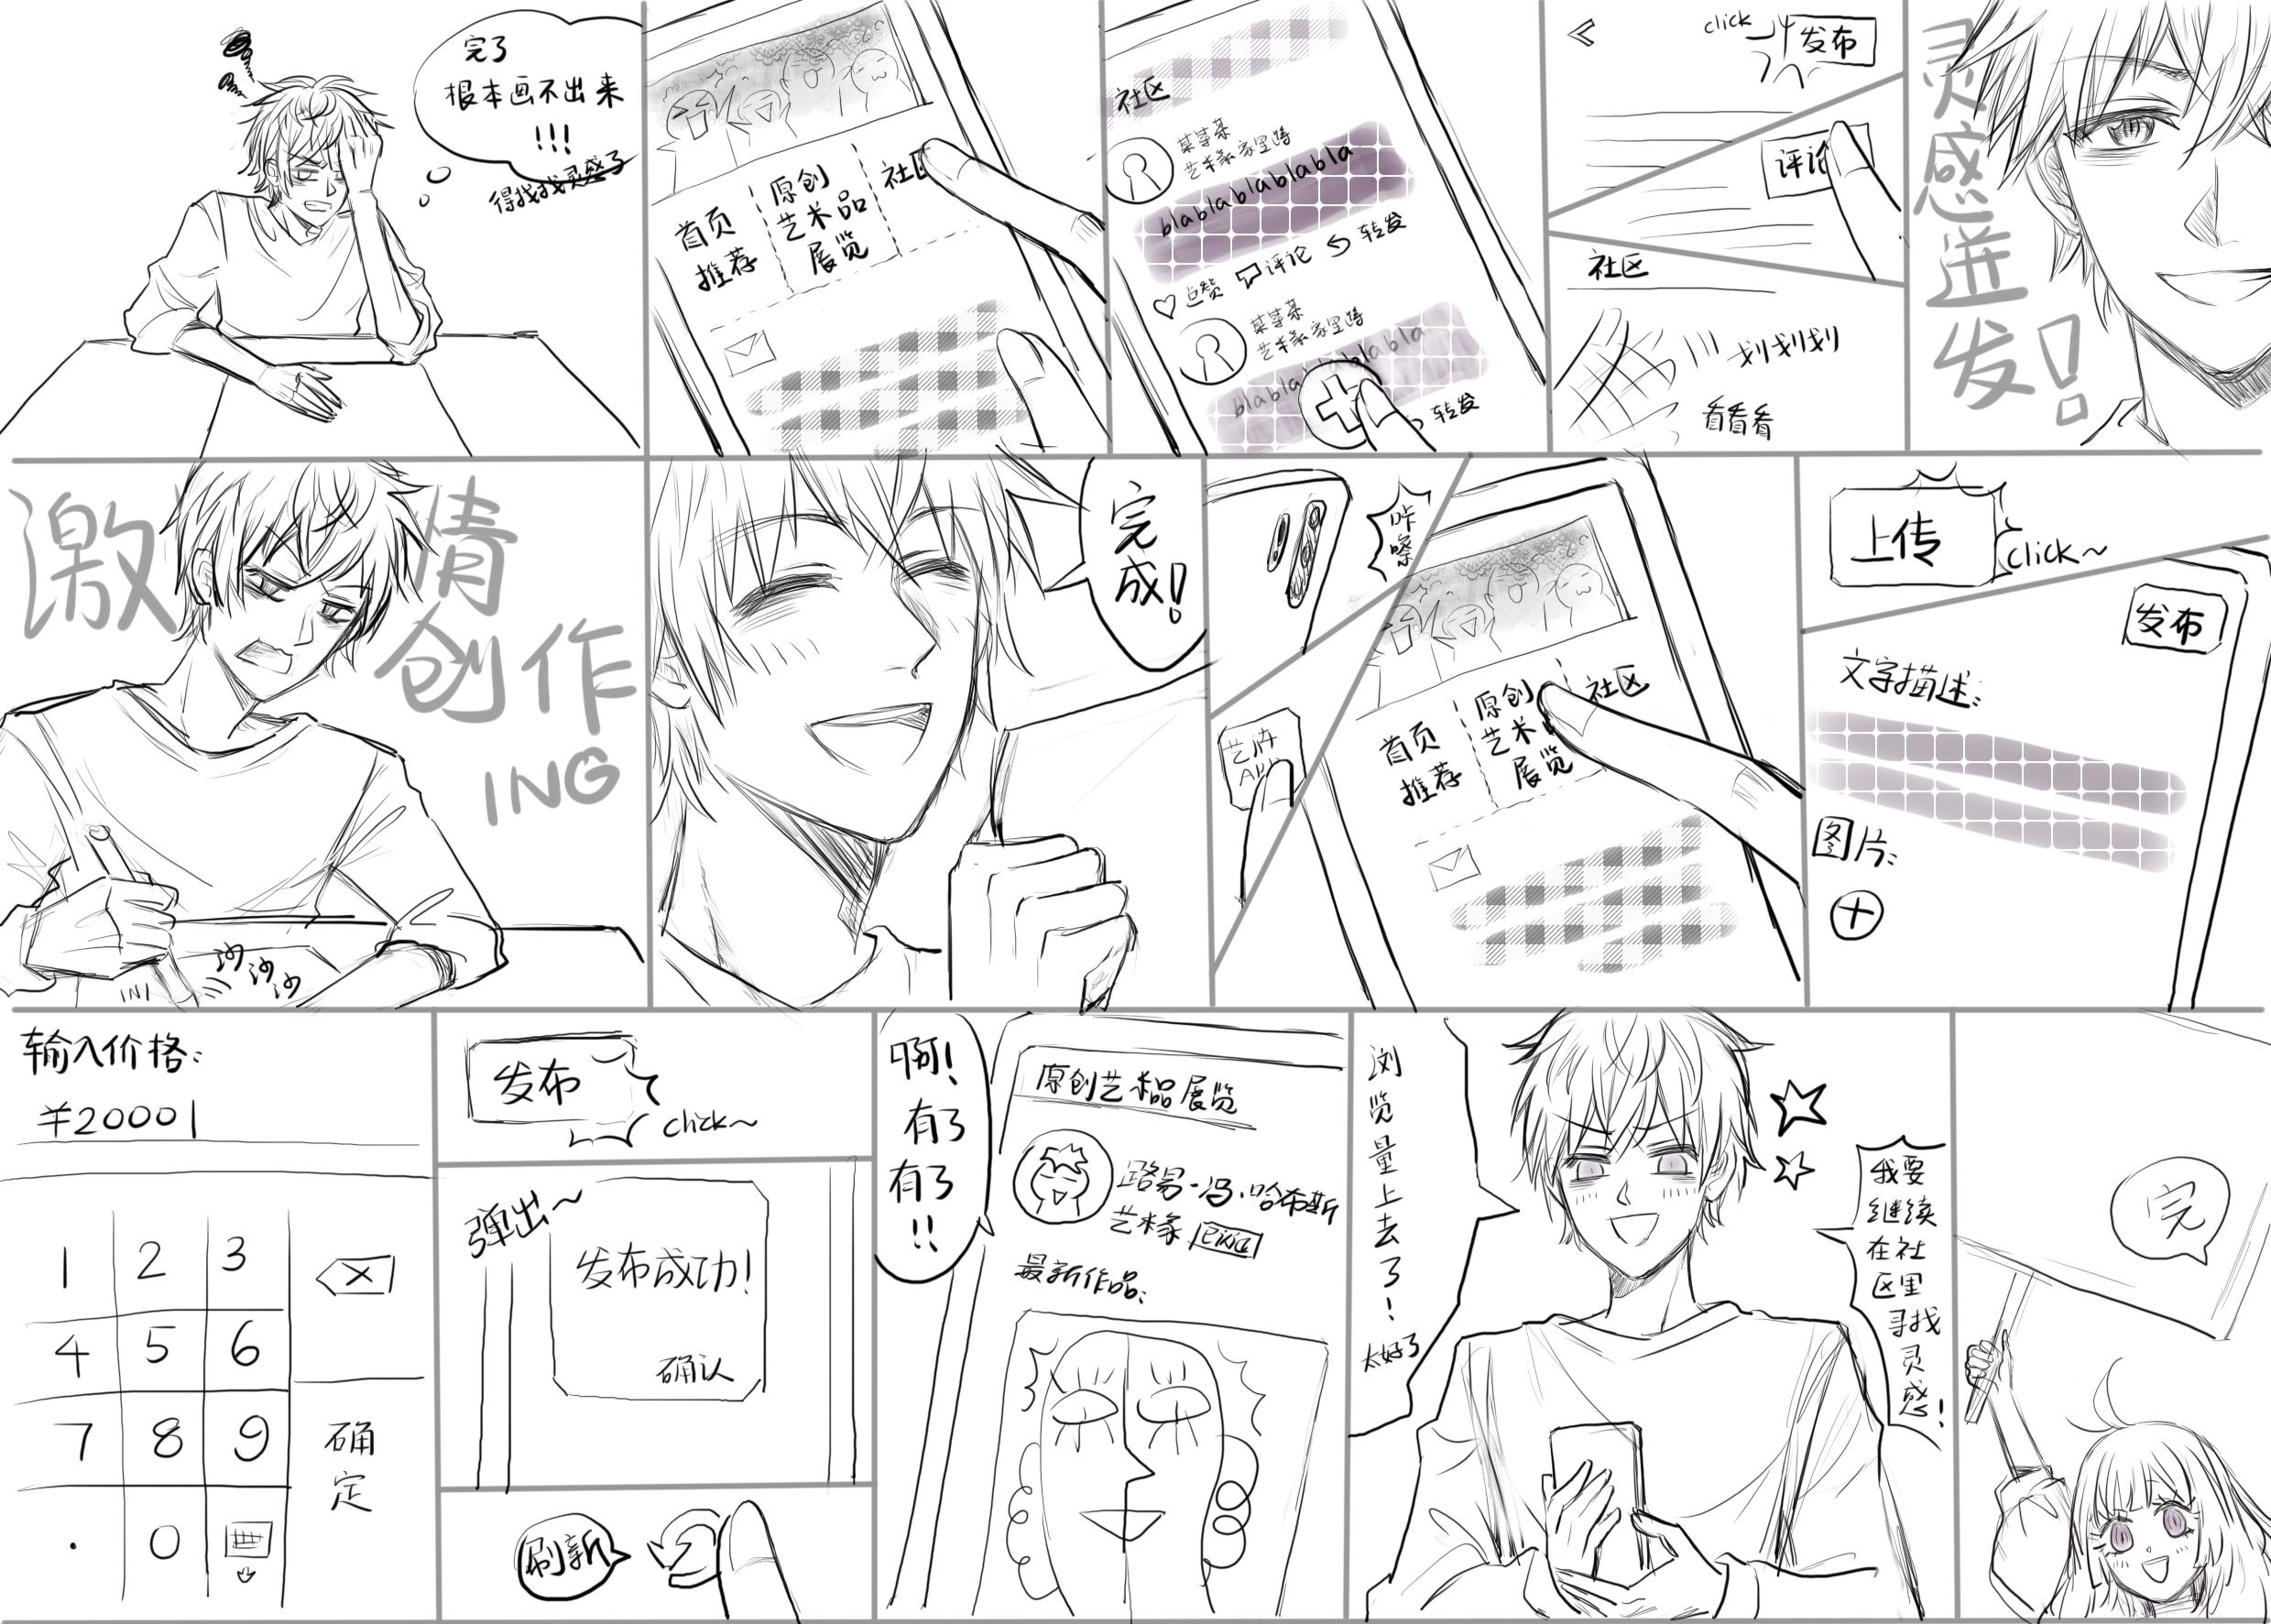 完了
根本画不出来
!!!
得找找灵感了
首页
推荐
原创
艺术品
展览
社区
社区
某某某
艺术家 家里蹲
blablablablabla
点赞
评论
转发
某某某
艺术家 家里蹲
blablablablabla
转发
click
发布
评论
社区
划划划
看看看
灵感迸发!
激情
创作
ING
沙沙沙
完成!
咔嚓
首页
推荐
原创
艺术
展览
社区
上传
click~
发布
文字描述:
图片:
输入价格:
¥2000|
1 2 3
4 5 6
7 8 9
. 0
确定
发布
click~
弹出~
发布成功!
确认
刷新
啊!
有了
有了
!!
原创艺术品展览
路易·冯·哈布斯
艺术家
最新作品:
浏览量上去了!
太好了
我要
继续
在社
区里
寻找
灵
感!
完